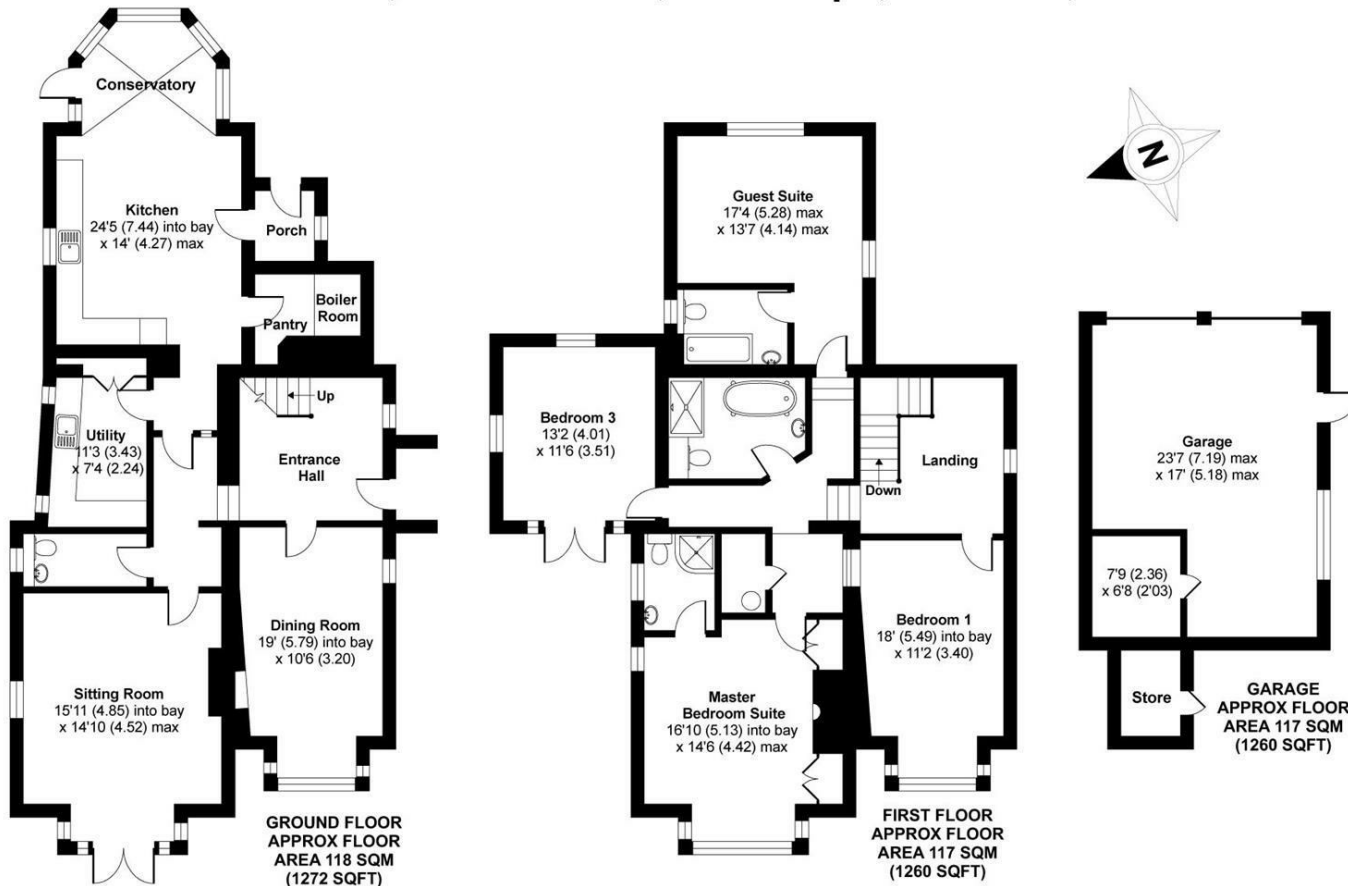 Conservatory
Kitchen
24'5 (7.44) into bay
x 14' (4.27) max
Porch
Boiler
Room
Pantry
Up
Utility
11'3 (3.43)
x 7'4 (2.24)
Entrance
Hall
Dining Room
19' (5.79) into bay
x 10'6 (3.20)
Sitting Room
15'11 (4.85) into bay
x 14'10 (4.52) max
GROUND FLOOR
APPROX FLOOR
AREA 118 SQM
(1272 SQFT)
Guest Suite
17'4 (5.28) max
x 13'7 (4.14) max
Bedroom 3
13'2 (4.01)
x 11'6 (3.51)
Landing
Down
Bedroom 1
18' (5.49) into bay
x 11'2 (3.40)
Master
Bedroom Suite
16'10 (5.13) into bay
x 14'6 (4.42) max
FIRST FLOOR
APPROX FLOOR
AREA 117 SQM
(1260 SQFT)
N
Garage
23'7 (7.19) max
x 17' (5.18) max
7'9 (2.36)
x 6'8 (2'03)
Store
GARAGE
APPROX FLOOR
AREA 117 SQM
(1260 SQFT)